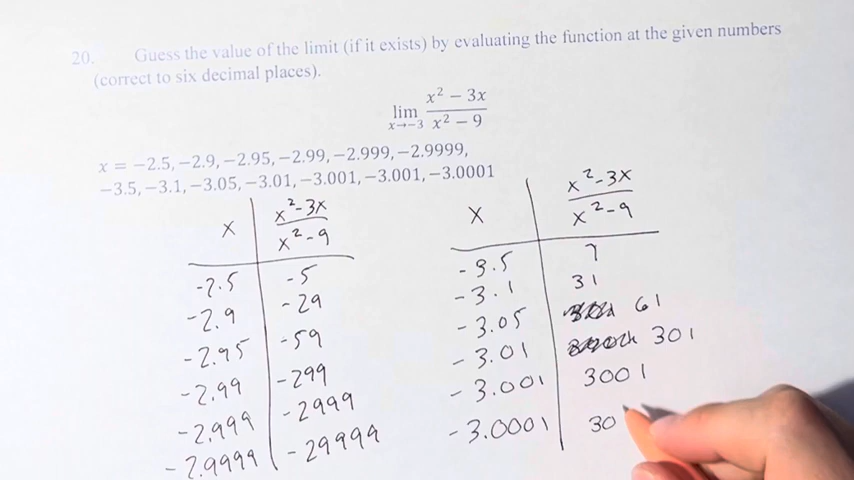 20. Guess the value of the limit (if it exists) by evaluating the function at the given numbers
(correct to six decimal places).
lim x→-3 (x² − 3x)/(x² − 9)
x = −2.5, −2.9, −2.95, −2.99, −2.999, −2.9999,
−3.5, −3.1, −3.05, −3.01, −3.001, −3.001, −3.0001
x | (x²-3x)/(x²-9)
-2.5 | -5
-2.9 | -29
-2.95 | -59
-2.99 | -299
-2.999 | -2999
-2.9999 | -29999
x | (x²-3x)/(x²-9)
-3.5 | 7
-3.1 | 31
-3.05 | 61
-3.01 | 301
-3.001 | 3001
-3.0001 | 30